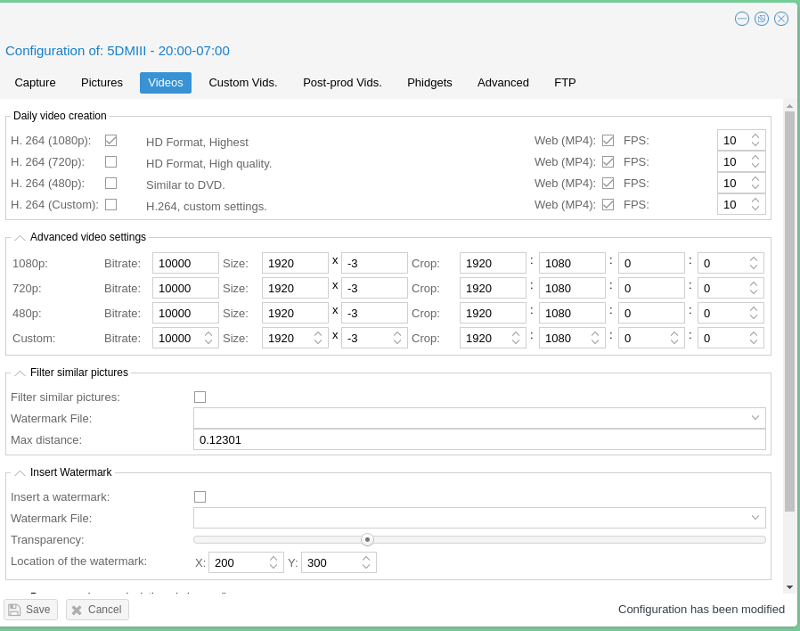 Configuration of: 5DMIII - 20:00-07:00
Capture Pictures Videos Custom Vids. Post-prod Vids. Phidgets Advanced FTP
Daily video creation
H. 264 (1080p): HD Format, Highest Web (MP4): FPS: 10
H. 264 (720p): HD Format, High quality. Web (MP4): FPS: 10
H. 264 (480p): Similar to DVD. Web (MP4): FPS: 10
H. 264 (Custom): H.264, custom settings. Web (MP4): FPS: 10
Advanced video settings
1080p: Bitrate: 10000 Size: 1920 x -3 Crop: 1920 : 1080 : 0 : 0
720p: Bitrate: 10000 Size: 1920 x -3 Crop: 1920 : 1080 : 0 : 0
480p: Bitrate: 10000 Size: 1920 x -3 Crop: 1920 : 1080 : 0 : 0
Custom: Bitrate: 10000 Size: 1920 x -3 Crop: 1920 : 1080 : 0 : 0
Filter similar pictures
Filter similar pictures:
Watermark File:
Max distance: 0.12301
Insert Watermark
Insert a watermark:
Watermark File:
Transparency:
Location of the watermark: X: 200 Y: 300
Save Cancel Configuration has been modified